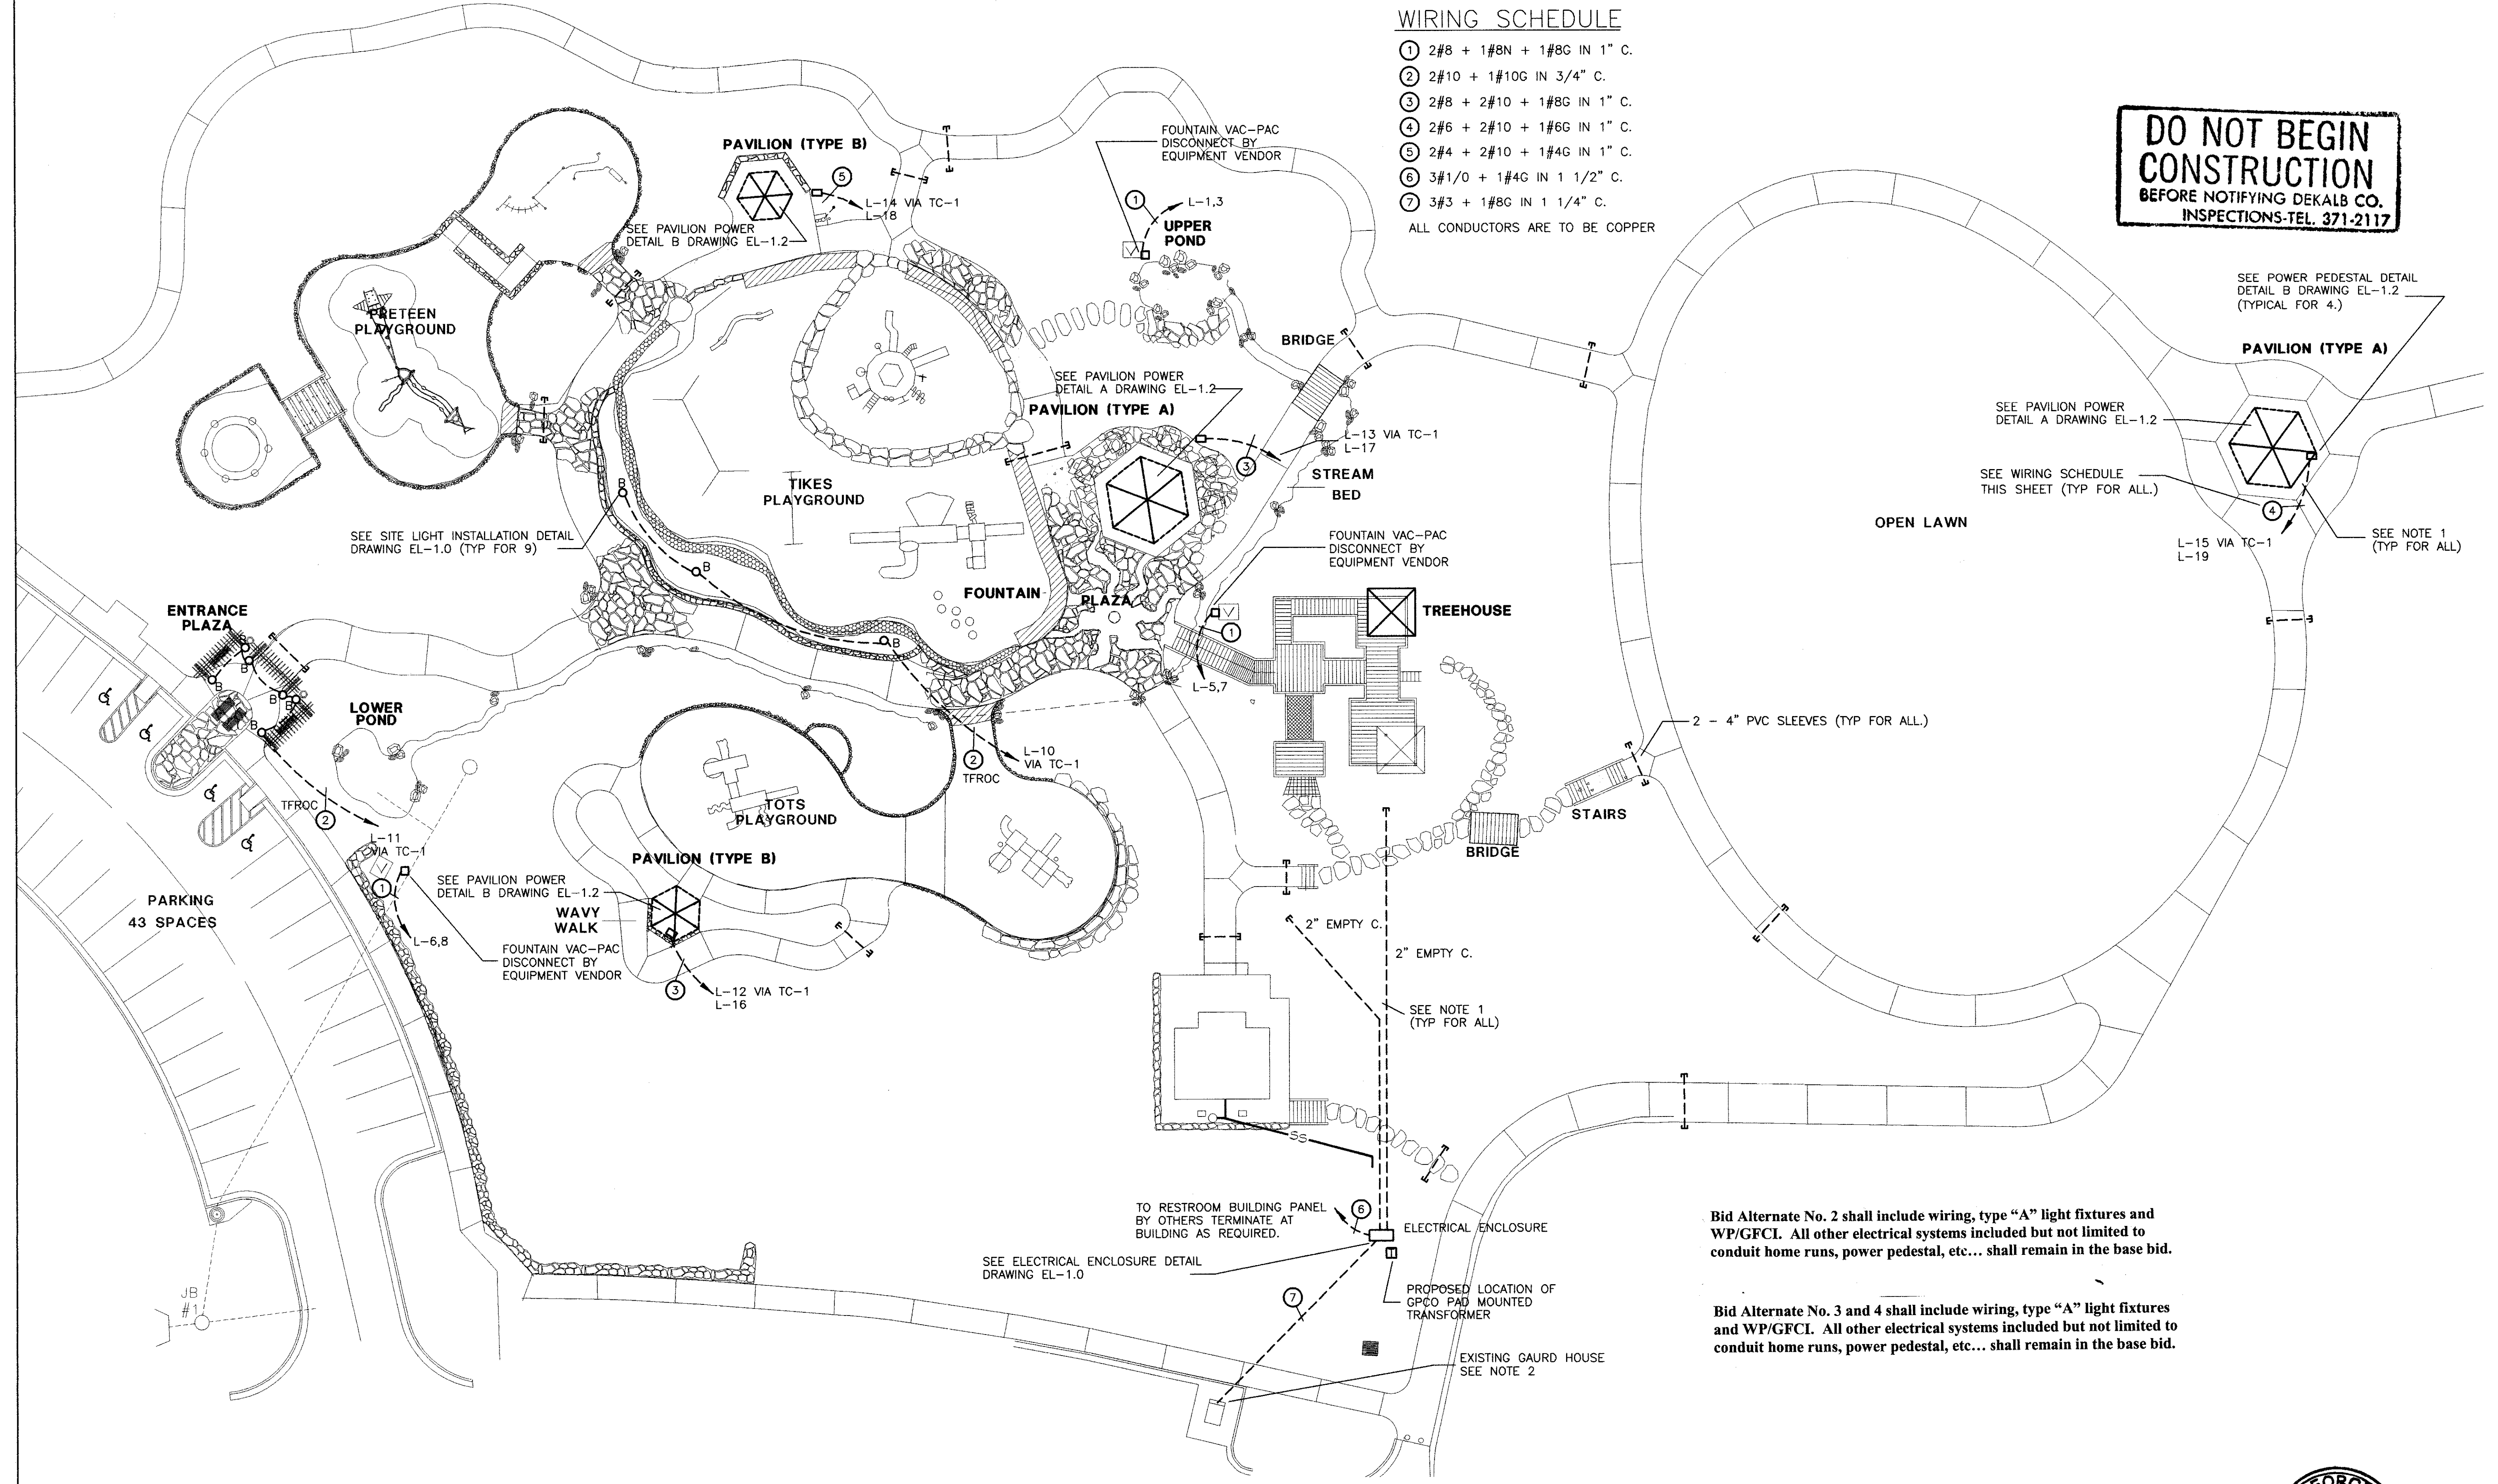 WIRING SCHEDULE
1 2#8 + 1#8N + 1#8G IN 1" C.
2 2#10 + 1#10G IN 3/4" C.
3 2#8 + 2#10 + 1#8G IN 1" C.
4 2#6 + 2#10 + 1#6G IN 1" C.
5 2#4 + 2#10 + 1#4G IN 1" C.
6 3#1/0 + 1#4G IN 1 1/2" C.
7 3#3 + 1#8G IN 1 1/4" C.
ALL CONDUCTORS ARE TO BE COPPER
DO NOT BEGIN
CONSTRUCTION
BEFORE NOTIFYING DEKALB CO.
INSPECTIONS-TEL. 371-2117
PAVILION (TYPE B)
5
L-14 VIA TC-1
L-18
SEE PAVILION POWER
DETAIL B DRAWING EL-1.2
FOUNTAIN VAC-PAC
DISCONNECT BY
EQUIPMENT VENDOR
1
L-1,3
UPPER
POND
SEE POWER PEDESTAL DETAIL
DETAIL B DRAWING EL-1.2
(TYPICAL FOR 4.)
PAVILION (TYPE A)
PRETEEN
PLAYGROUND
BRIDGE
SEE PAVILION POWER
DETAIL A DRAWING EL-1.2
PAVILION (TYPE A)
L-13 VIA TC-1
L-17
3
STREAM
BED
SEE PAVILION POWER
DETAIL A DRAWING EL-1.2
SEE WIRING SCHEDULE
THIS SHEET (TYP FOR ALL.)
4
SEE NOTE 1
(TYP FOR ALL)
L-15 VIA TC-1
L-19
OPEN LAWN
B
TIKES
PLAYGROUND
SEE SITE LIGHT INSTALLATION DETAIL
DRAWING EL-1.0 (TYP FOR 9)
B
FOUNTAIN VAC-PAC
DISCONNECT BY
EQUIPMENT VENDOR
FOUNTAIN
PLAZA
TREEHOUSE
1
L-5,7
ENTRANCE
PLAZA
B
B
B
B
B
B
B
LOWER
POND
2 - 4" PVC SLEEVES (TYP FOR ALL.)
L-10
VIA TC-1
2
TFROC
TFROC
2
L-11
VIA TC-1
1
L-6,8
TOTS
PLAYGROUND
STAIRS
BRIDGE
PAVILION (TYPE B)
SEE PAVILION POWER
DETAIL B DRAWING EL-1.2
WAVY
WALK
FOUNTAIN VAC-PAC
DISCONNECT BY
EQUIPMENT VENDOR
3
L-12 VIA TC-1
L-16
PARKING
43 SPACES
2" EMPTY C.
2" EMPTY C.
SEE NOTE 1
(TYP FOR ALL)
SS
TO RESTROOM BUILDING PANEL
BY OTHERS TERMINATE AT
BUILDING AS REQUIRED.
6
ELECTRICAL ENCLOSURE
SEE ELECTRICAL ENCLOSURE DETAIL
DRAWING EL-1.0
PROPOSED LOCATION OF
GPCO PAD MOUNTED
TRANSFORMER
7
EXISTING GAURD HOUSE
SEE NOTE 2
JB
#1
Bid Alternate No. 2 shall include wiring, type “A” light fixtures and
WP/GFCI. All other electrical systems included but not limited to
conduit home runs, power pedestal, etc… shall remain in the base bid.
Bid Alternate No. 3 and 4 shall include wiring, type “A” light fixtures
and WP/GFCI. All other electrical systems included but not limited to
conduit home runs, power pedestal, etc… shall remain in the base bid.